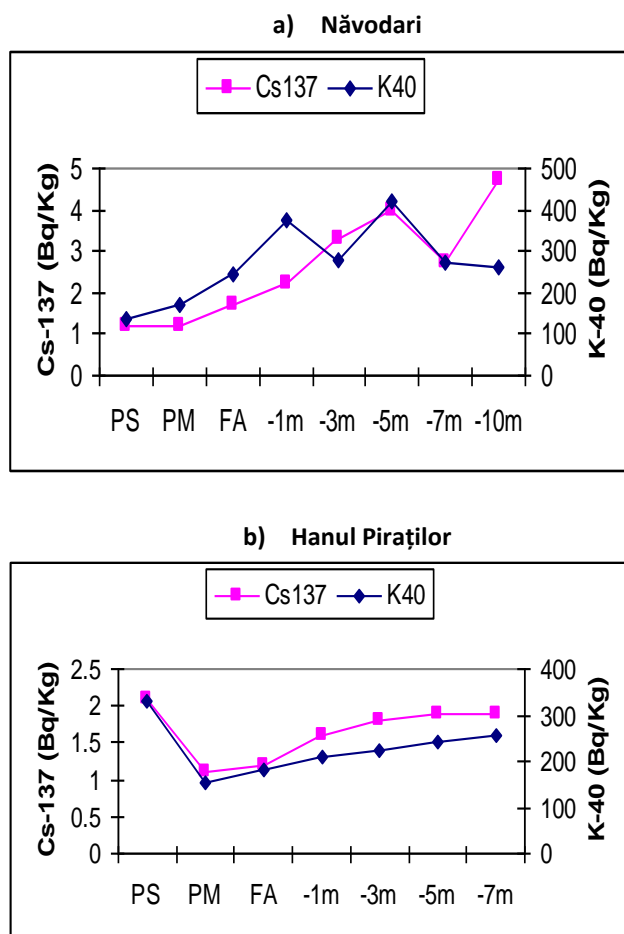 a) Năvodari
Cs137 K40
Cs-137 (Bq/Kg)
5
4
3
2
1
0
500
400
300
200
100
0
K-40 (Bq/Kg)
PS PM FA -1m -3m -5m -7m -10m
b) Hanul Piraților
Cs137 K40
Cs-137 (Bq/Kg)
2.5
2
1.5
1
0.5
0
400
300
200
100
0
K-40 (Bq/Kg)
PS PM FA -1m -3m -5m -7m